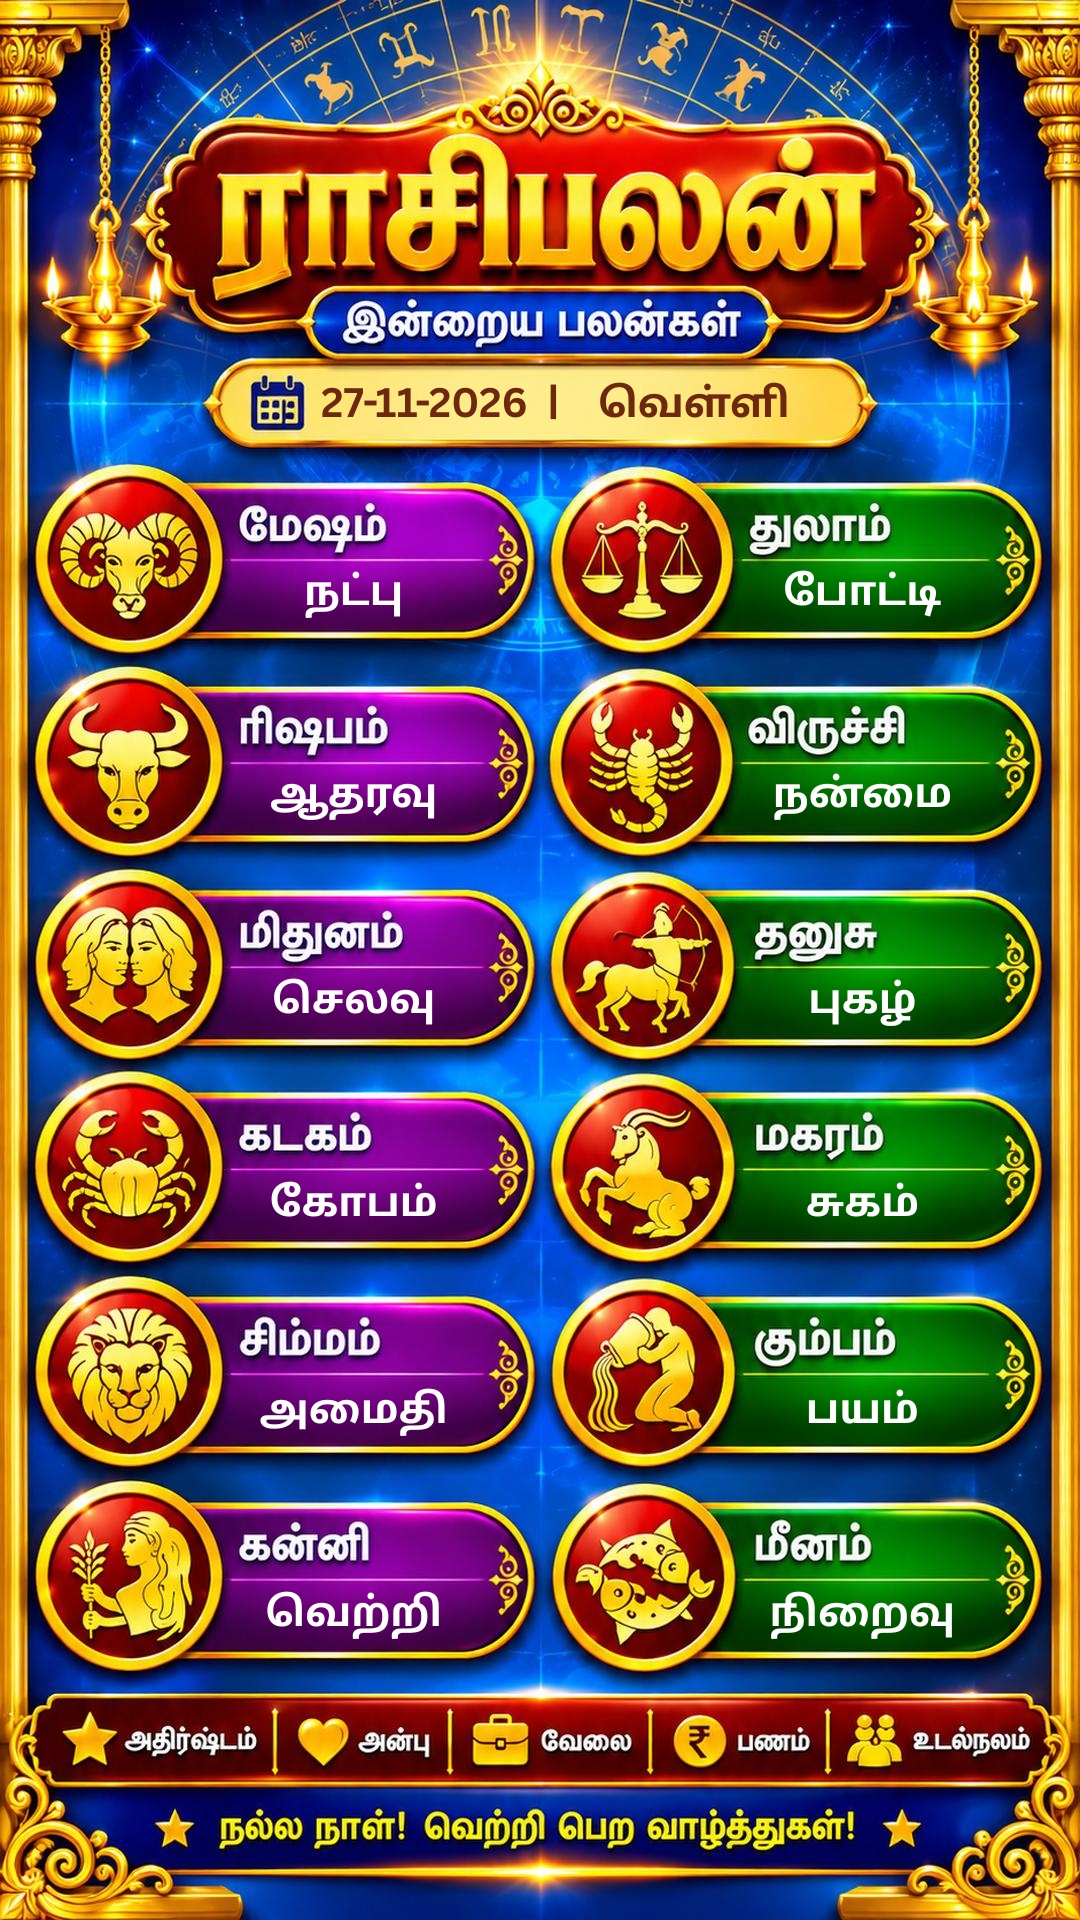 ராசிபலன்
இன்றைய பலன்கள்
27-11-2026 | வெள்ளி
மேஷம்
நட்பு
துலாம்
போட்டி
ரிஷபம்
ஆதரவு
விருச்சி
நன்மை
மிதுனம்
செலவு
தனுசு
புகழ்
கடகம்
கோபம்
மகரம்
சுகம்
சிம்மம்
அமைதி
கும்பம்
பயம்
கன்னி
வெற்றி
மீனம்
நிறைவு
அதிர்ஷ்டம் அன்பு வேலை ₹ பணம் உடல்நலம்
நல்ல நாள்! வெற்றி பெற வாழ்த்துகள்!